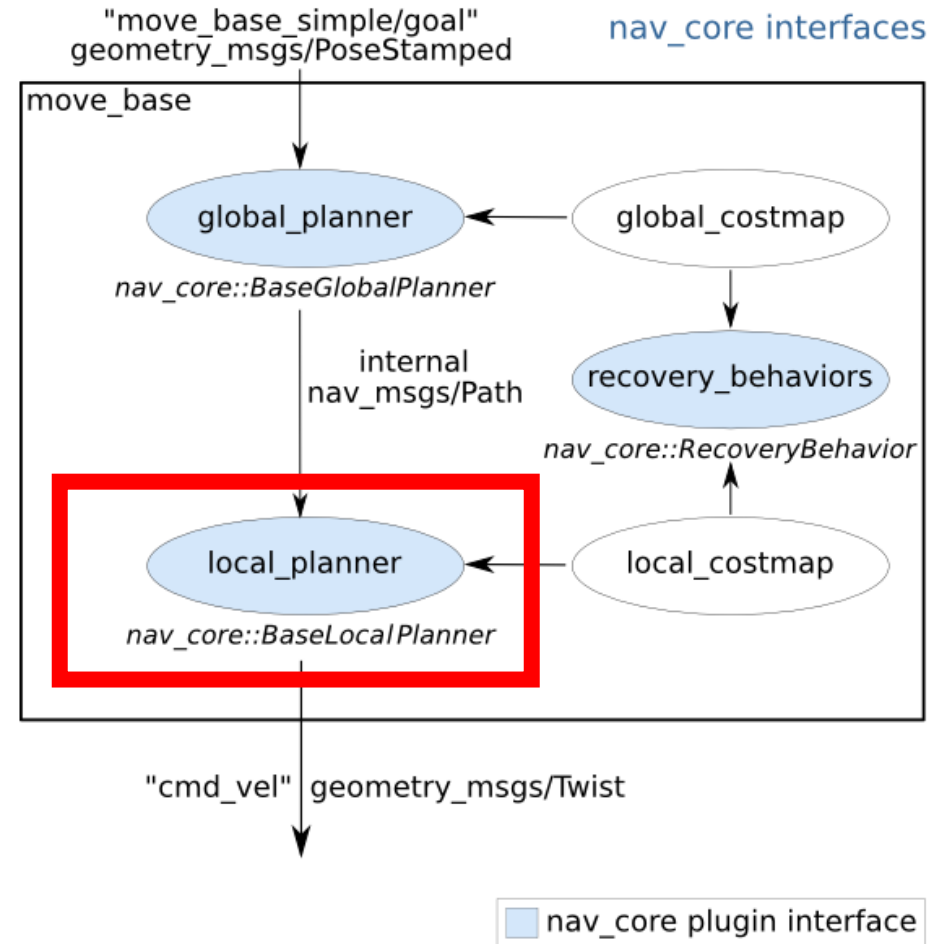 "move_base_simple/goal"
geometry_msgs/PoseStamped
nav_core interfaces
move_base
global_planner
global_costmap
nav_core::BaseGlobalPlanner
internal
nav_msgs/Path
recovery_behaviors
nav_core::RecoveryBehavior
local_planner
local_costmap
nav_core::BaseLocalPlanner
"cmd_vel" geometry_msgs/Twist
nav_core plugin interface